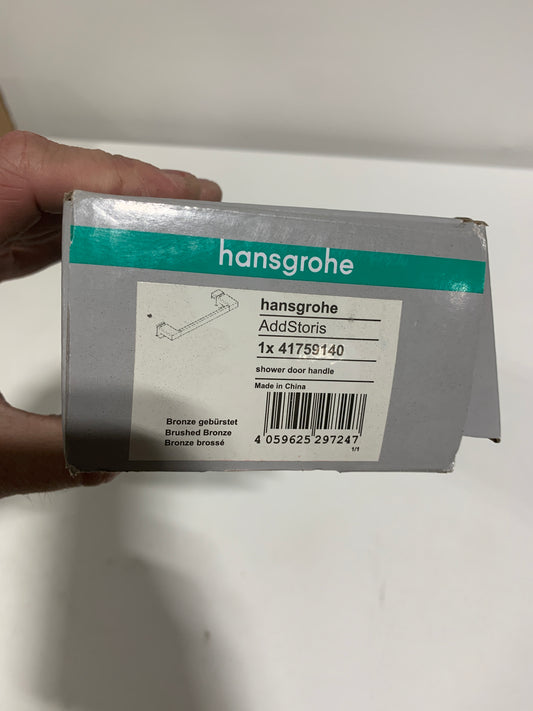 hansgrohe
hansgrohe
AddStoris
1x 41759140
shower door handle
Made in China
Bronze gebürstet
Brushed Bronze
Bronze brossé
4 059625 297247
1/1